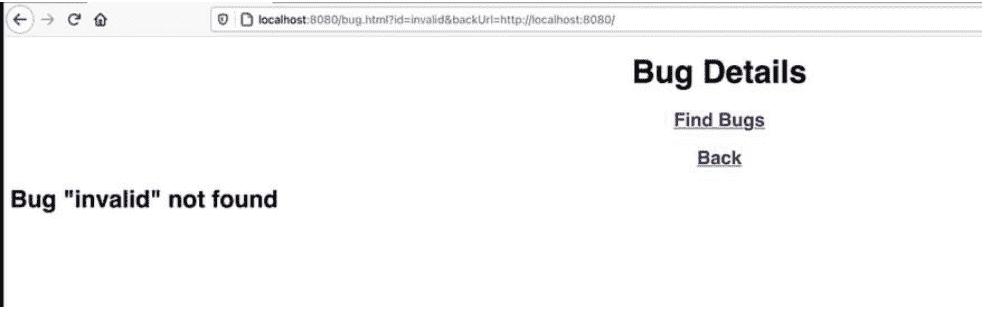 localhost:8080/bug.html?id=invalid&backUrl=http://localhost:8080/
Bug Details
Find Bugs
Back
Bug "invalid" not found